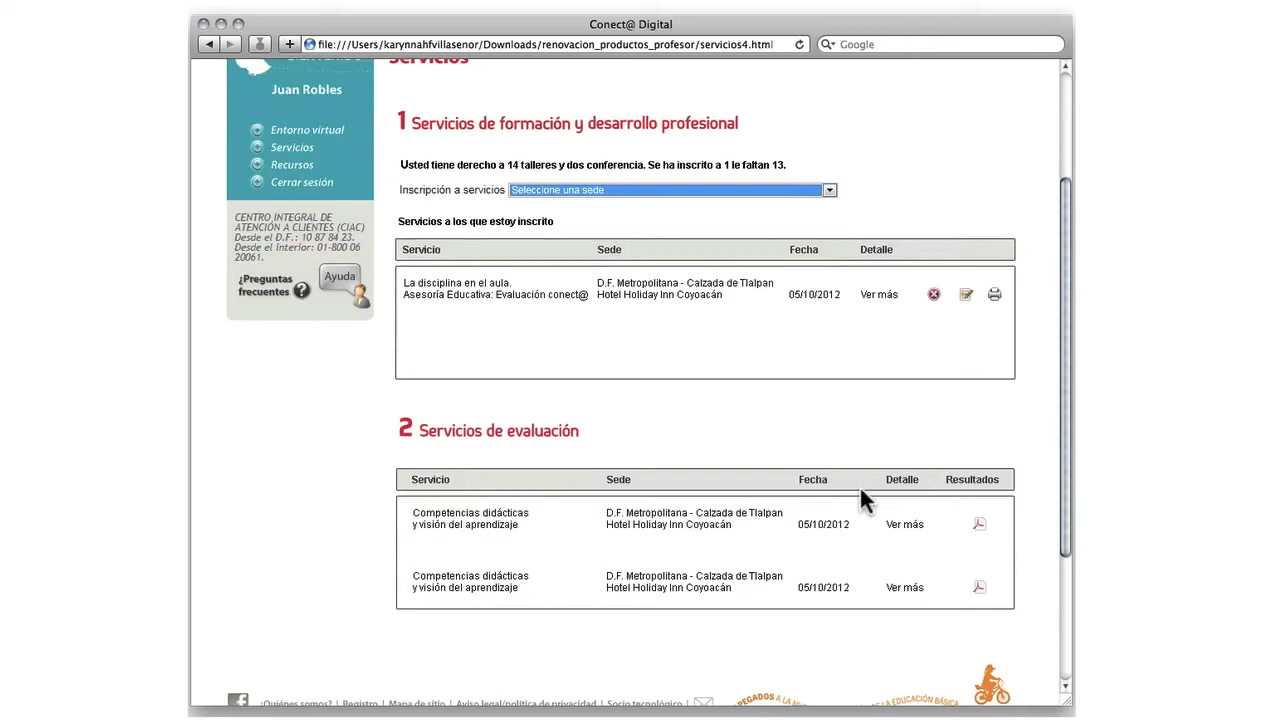 Conect@ Digital
file:///Users/karynnahfvillasenor/Downloads/renovacion_productos_profesor/servicios4.html
Google
Servicios
Juan Robles
Entorno virtual
Servicios
Recursos
Cerrar sesión
CENTRO INTEGRAL DE
ATENCIÓN A CLIENTES (CIAC)
Desde el D.F.: 10 87 84 23.
Desde el interior: 01-800 06
20061.
¿Preguntas
frecuentes
Ayuda
1 Servicios de formación y desarrollo profesional
Usted tiene derecho a 14 talleres y dos conferencia. Se ha inscrito a 1 le faltan 13.
Inscripción a servicios Seleccione una sede
Servicios a los que estoy inscrito
Servicio Sede Fecha Detalle
La disciplina en el aula. D.F. Metropolitana - Calzada de Tlalpan
Asesoría Educativa: Evaluación conect@ Hotel Holiday Inn Coyoacán 05/10/2012 Ver más
2 Servicios de evaluación
Servicio Sede Fecha Detalle Resultados
Competencias didácticas D.F. Metropolitana - Calzada de Tlalpan
y visión del aprendizaje Hotel Holiday Inn Coyoacán 05/10/2012 Ver más
Competencias didácticas D.F. Metropolitana - Calzada de Tlalpan
y visión del aprendizaje Hotel Holiday Inn Coyoacán 05/10/2012 Ver más
¿Quiénes somos? | Registro | Mapa de sitio | Aviso legal/política de privacidad | Socio tecnológico |